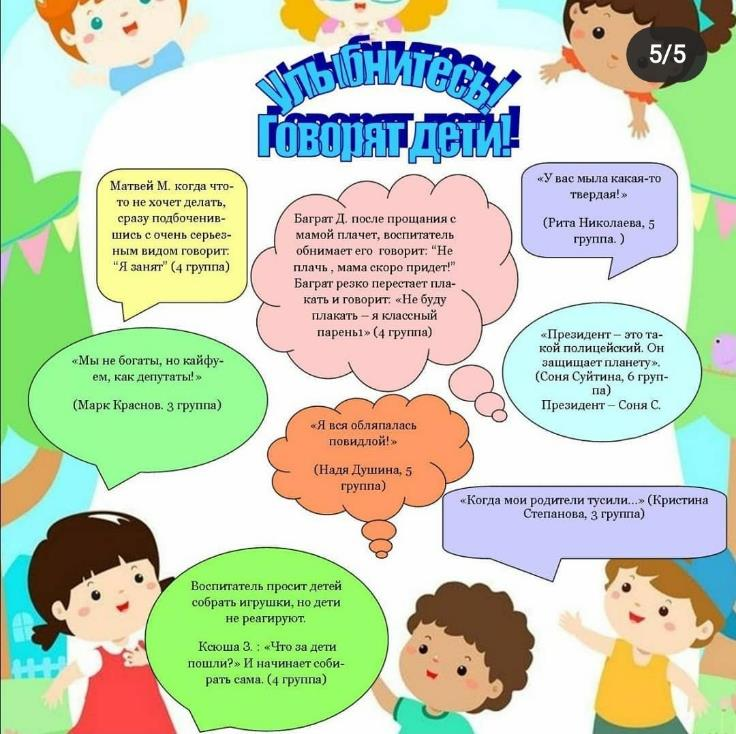 5/5
Улыбнитесь!
Говорят дети!
Матвей М. когда что-
то не хочет делать,
сразу подбоченив-
шись с очень серьез-
ным видом говорит:
“Я занят” (4 группа)
Баграт Д. после прощания с
мамой плачет, воспитатель
обнимает его говорит: “Не
плачь , мама скоро придет!”
Баграт резко перестает пла-
кать и говорит: «Не буду
плакать – я классный
парень1» (4 группа)
«У вас мыла какая-то
твердая!»
(Рита Николаева, 5
группа. )
«Мы не богаты, но кайфу-
ем, как депутаты!»
(Марк Краснов. 3 группа)
«Президент – это та-
кой полицейский. Он
защищает планету».
(Соня Суйтина, 6 груп-
па)
Президент – Соня С.
«Я вся обляпалась
повидлой!»
(Надя Душина, 5
группа)
«Когда мои родители тусили...» (Кристина
Степанова, 3 группа)
Воспитатель просит детей
собрать игрушки, но дети
не реагируют.
Ксюша З. : «Что за дети
пошли?» И начинает соби-
рать сама. (4 группа)